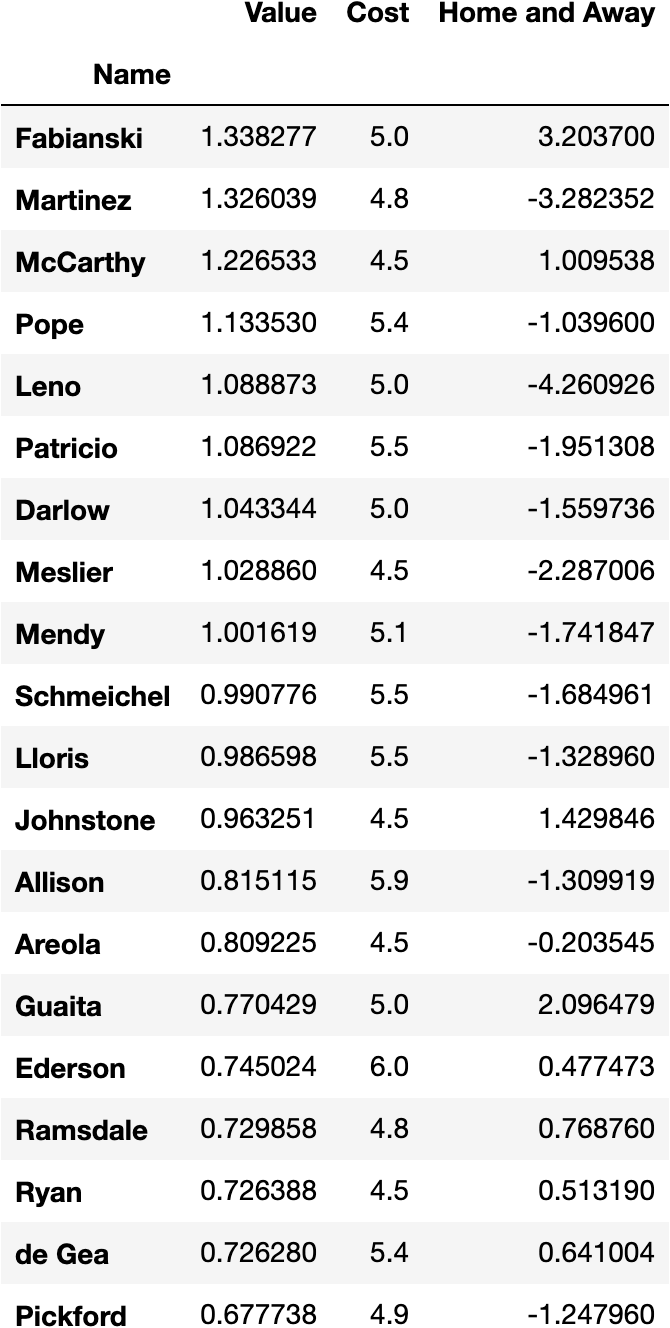 Value Cost Home and Away
Name
Fabianski 1.338277 5.0 3.203700
Martinez 1.326039 4.8 -3.282352
McCarthy 1.226533 4.5 1.009538
Pope 1.133530 5.4 -1.039600
Leno 1.088873 5.0 -4.260926
Patricio 1.086922 5.5 -1.951308
Darlow 1.043344 5.0 -1.559736
Meslier 1.028860 4.5 -2.287006
Mendy 1.001619 5.1 -1.741847
Schmeichel 0.990776 5.5 -1.684961
Lloris 0.986598 5.5 -1.328960
Johnstone 0.963251 4.5 1.429846
Allison 0.815115 5.9 -1.309919
Areola 0.809225 4.5 -0.203545
Guaita 0.770429 5.0 2.096479
Ederson 0.745024 6.0 0.477473
Ramsdale 0.729858 4.8 0.768760
Ryan 0.726388 4.5 0.513190
de Gea 0.726280 5.4 0.641004
Pickford 0.677738 4.9 -1.247960